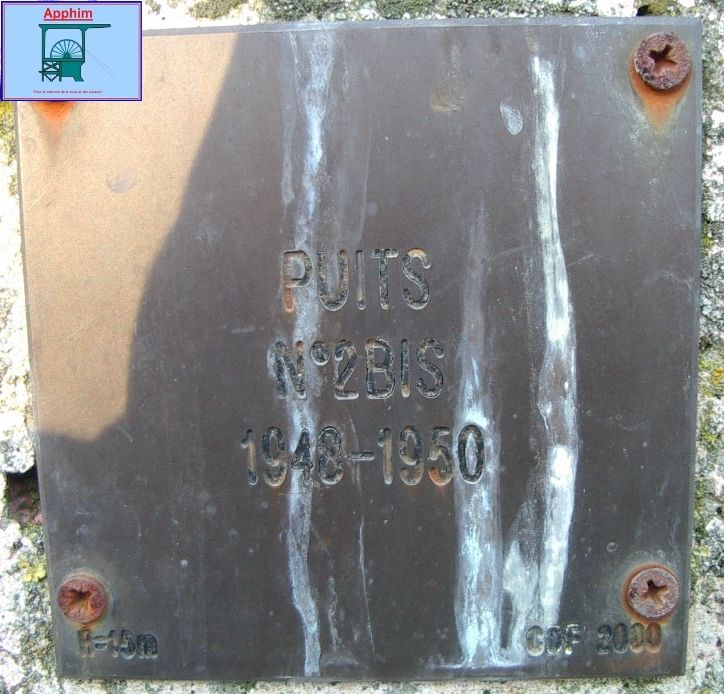 Apphim
PUITS
N°2BIS
1948-1950
R=15m
CDF 2000